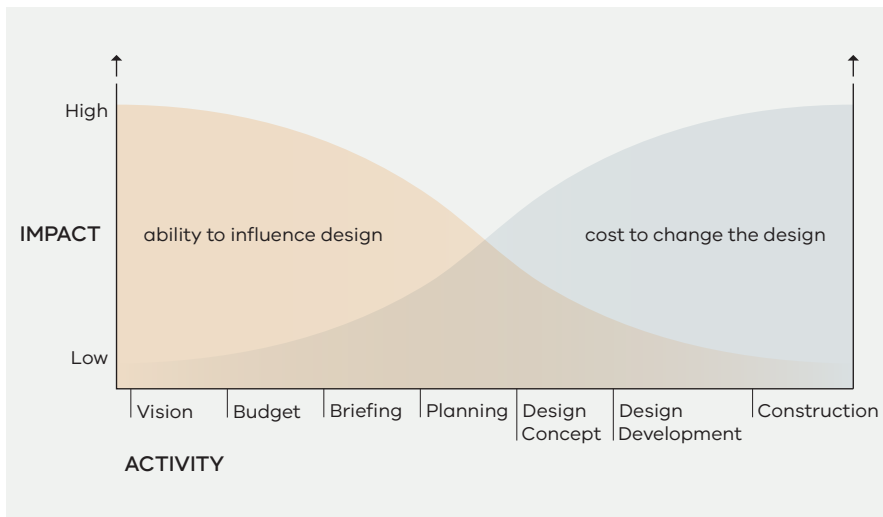 High
IMPACT
ability to influence design
cost to change the design
Low
Vision
Budget
Briefing
Planning
Design
Concept
Design
Development
Construction
ACTIVITY